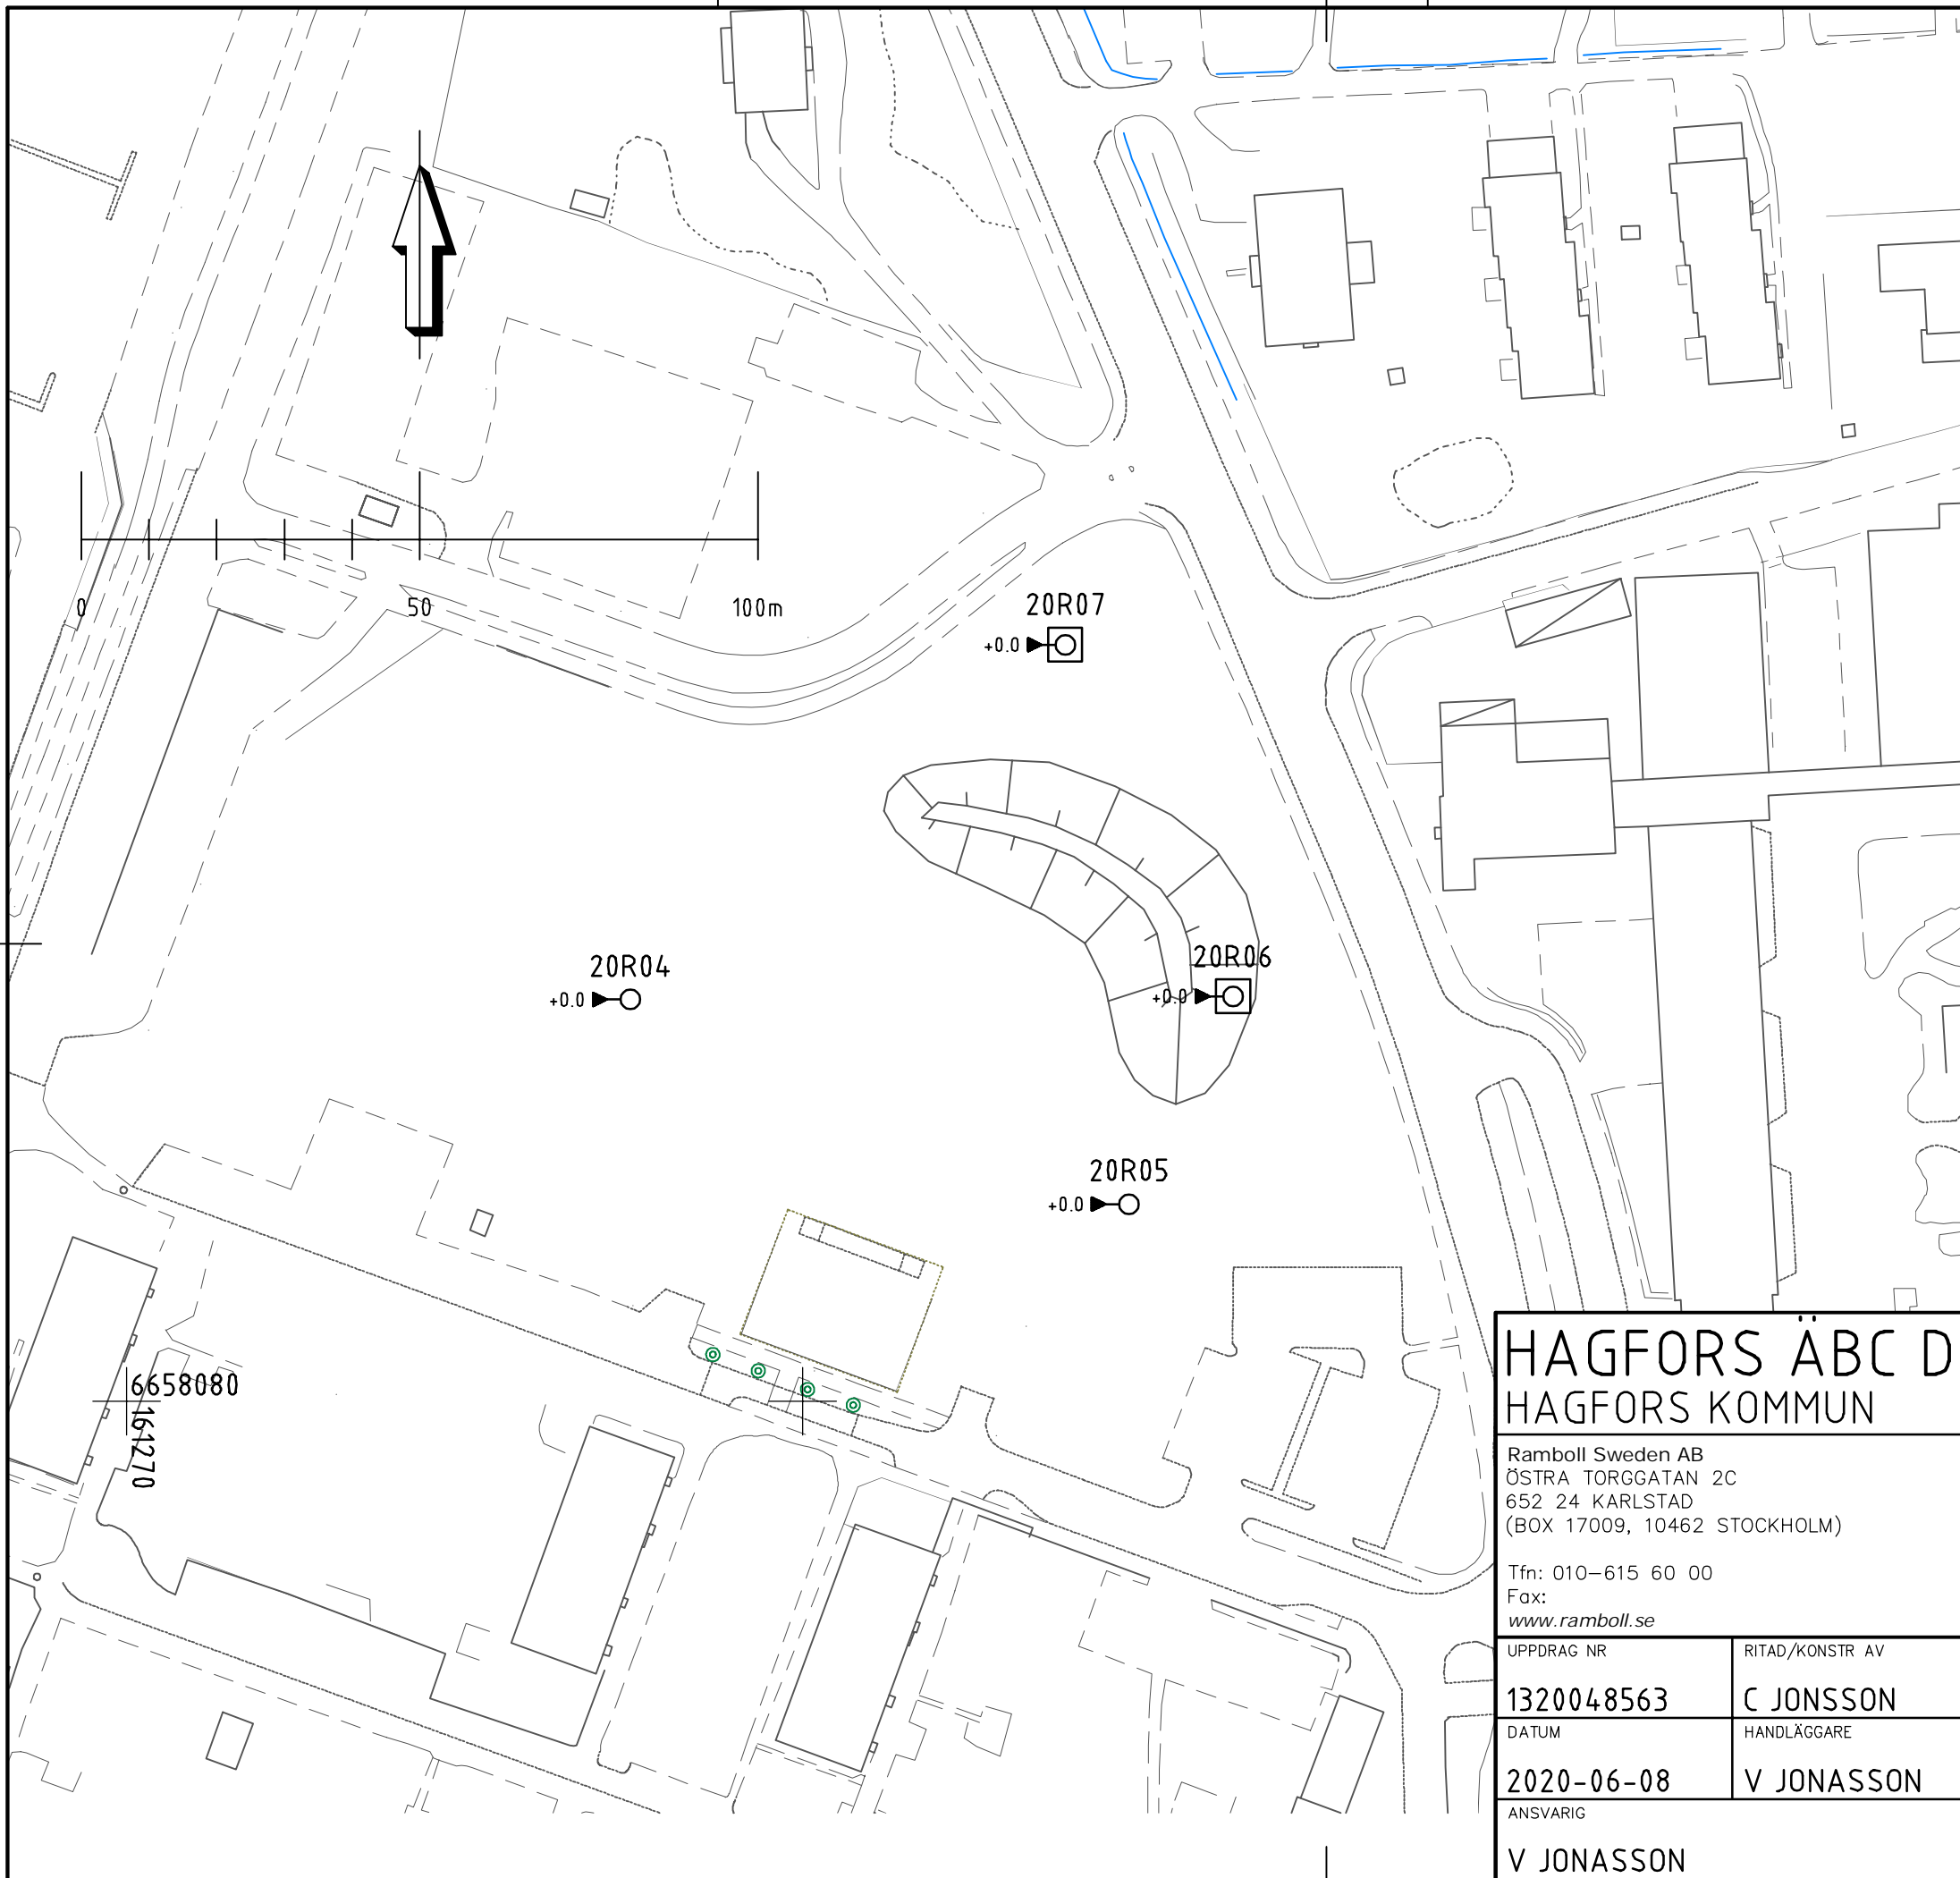 0
50
100m
20R07
+0.0
20R04
+0.0
20R06
+0.0
20R05
+0.0
6658080
1611270
HAGFORS ÄBC D
HAGFORS KOMMUN
Ramboll Sweden AB
ÖSTRA TORGGATAN 2C
652 24 KARLSTAD
(BOX 17009, 10462 STOCKHOLM)
Tfn: 010-615 60 00
Fax:
www.ramboll.se
UPPDRAG NR
RITAD/KONSTR AV
1320048563
C JONSSON
DATUM
HANDLÄGGARE
2020-06-08
V JONASSON
ANSVARIG
V JONASSON